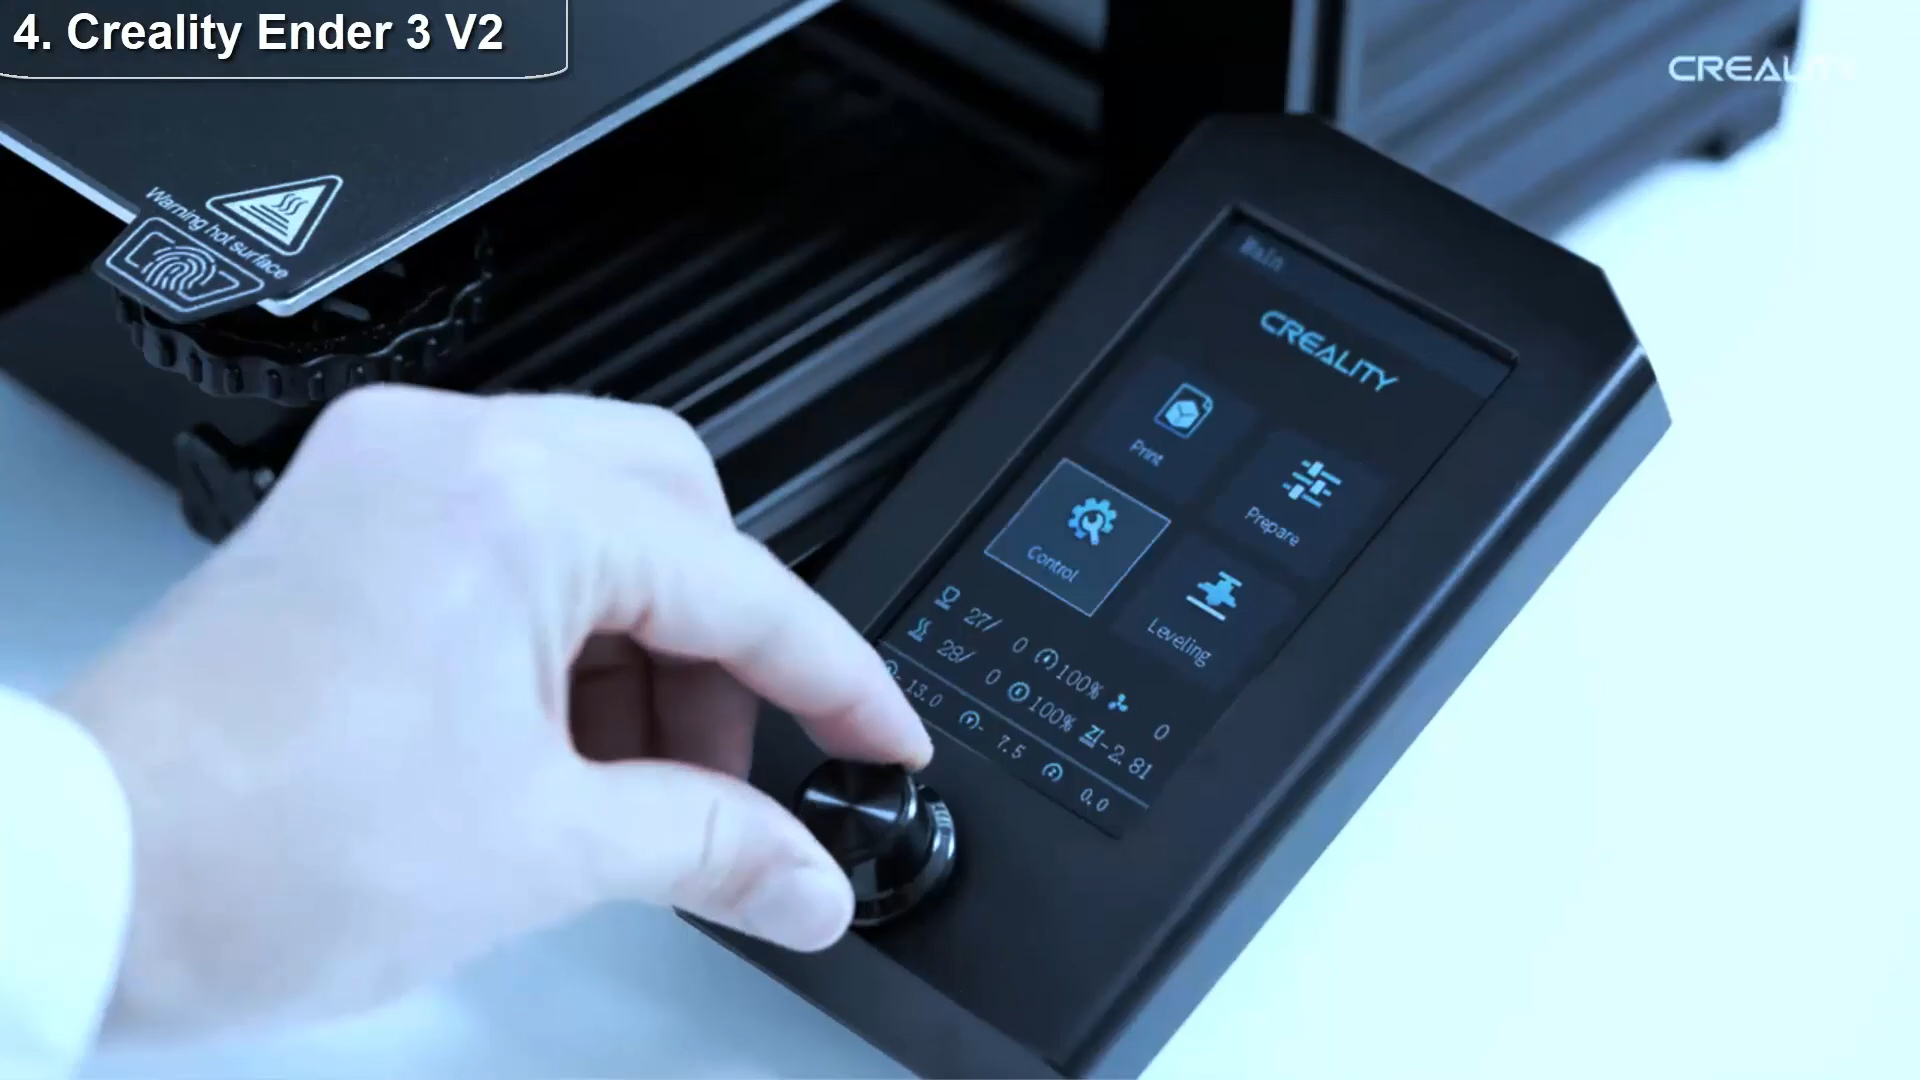 4. Creality Ender 3 V2
CREALITY
Warning hot surface
Main
CREALITY
Print
Prepare
Control
Leveling
27/ 0 100% 0
28/ 0 100% Z -2.81
-13.0 Y- 7.5 Z 0.0